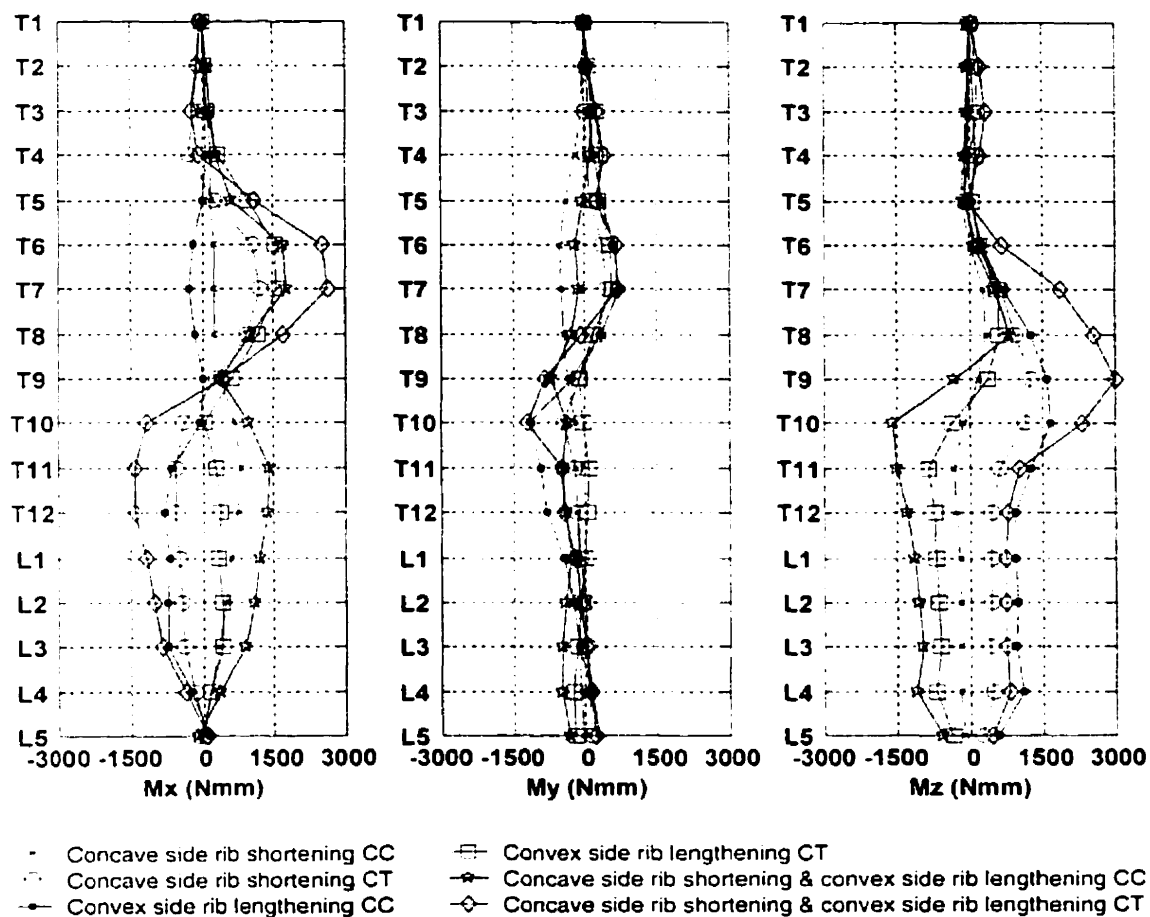 T1 T1 T1
T2 T2 T2
T3 T3 T3
T4 T4 T4
T5 T5 T5
T6 T6 T6
T7 T7 T7
T8 T8 T8
T9 T9 T9
T10 T10 T10
T11 T11 T11
T12 T12 T12
L1 L1 L1
L2 L2 L2
L3 L3 L3
L4 L4 L4
L5 L5 L5
-3000 -1500 0 1500 3000 -3000 -1500 0 1500 3000 -3000 -1500 0 1500 3000
Mx (Nmm) My (Nmm) Mz (Nmm)
Concave side rib shortening CC
Concave side rib shortening CT
Convex side rib lengthening CC
Convex side rib lengthening CT
Concave side rib shortening & convex side rib lengthening CC
Concave side rib shortening & convex side rib lengthening CT